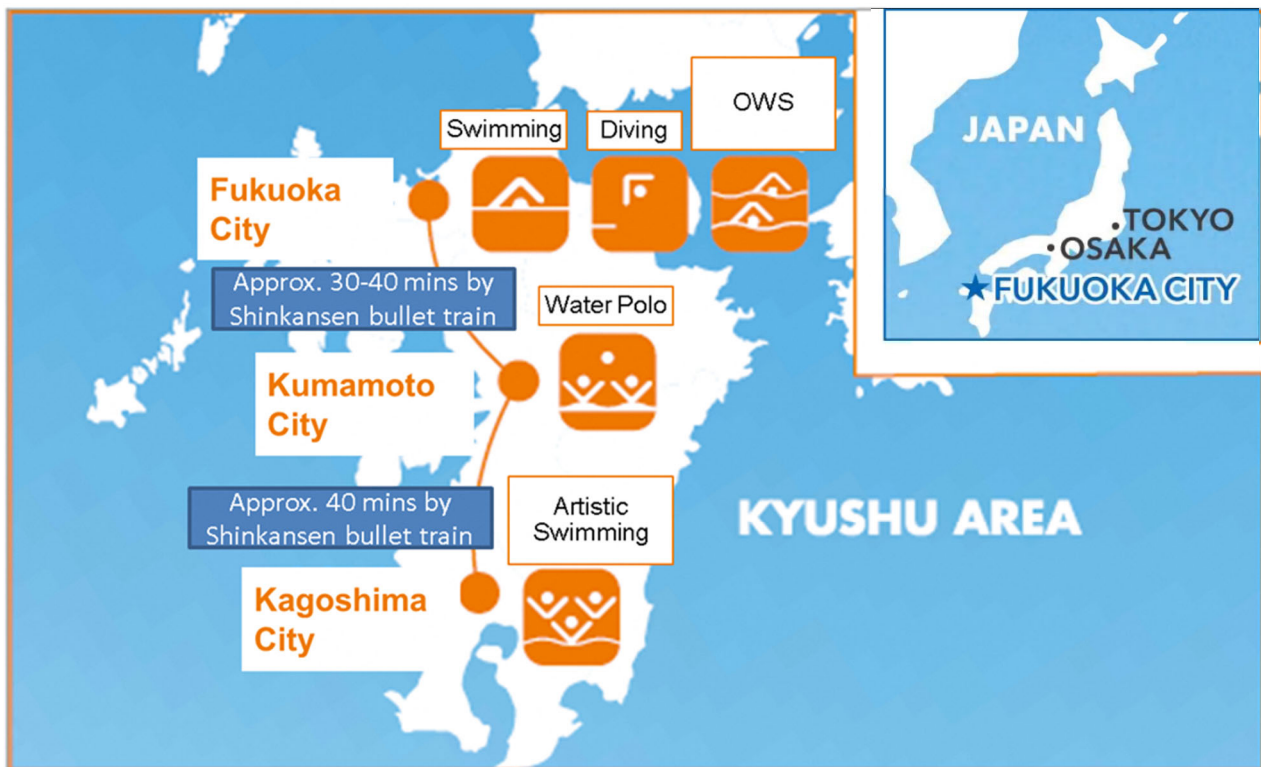 Swimming
Diving
OWS
Fukuoka
City
Approx. 30-40 mins by
Shinkansen bullet train
Water Polo
Kumamoto
City
Approx. 40 mins by
Shinkansen bullet train
Artistic
Swimming
Kagoshima
City
KYUSHU AREA
JAPAN
TOKYO
OSAKA
FUKUOKA CITY